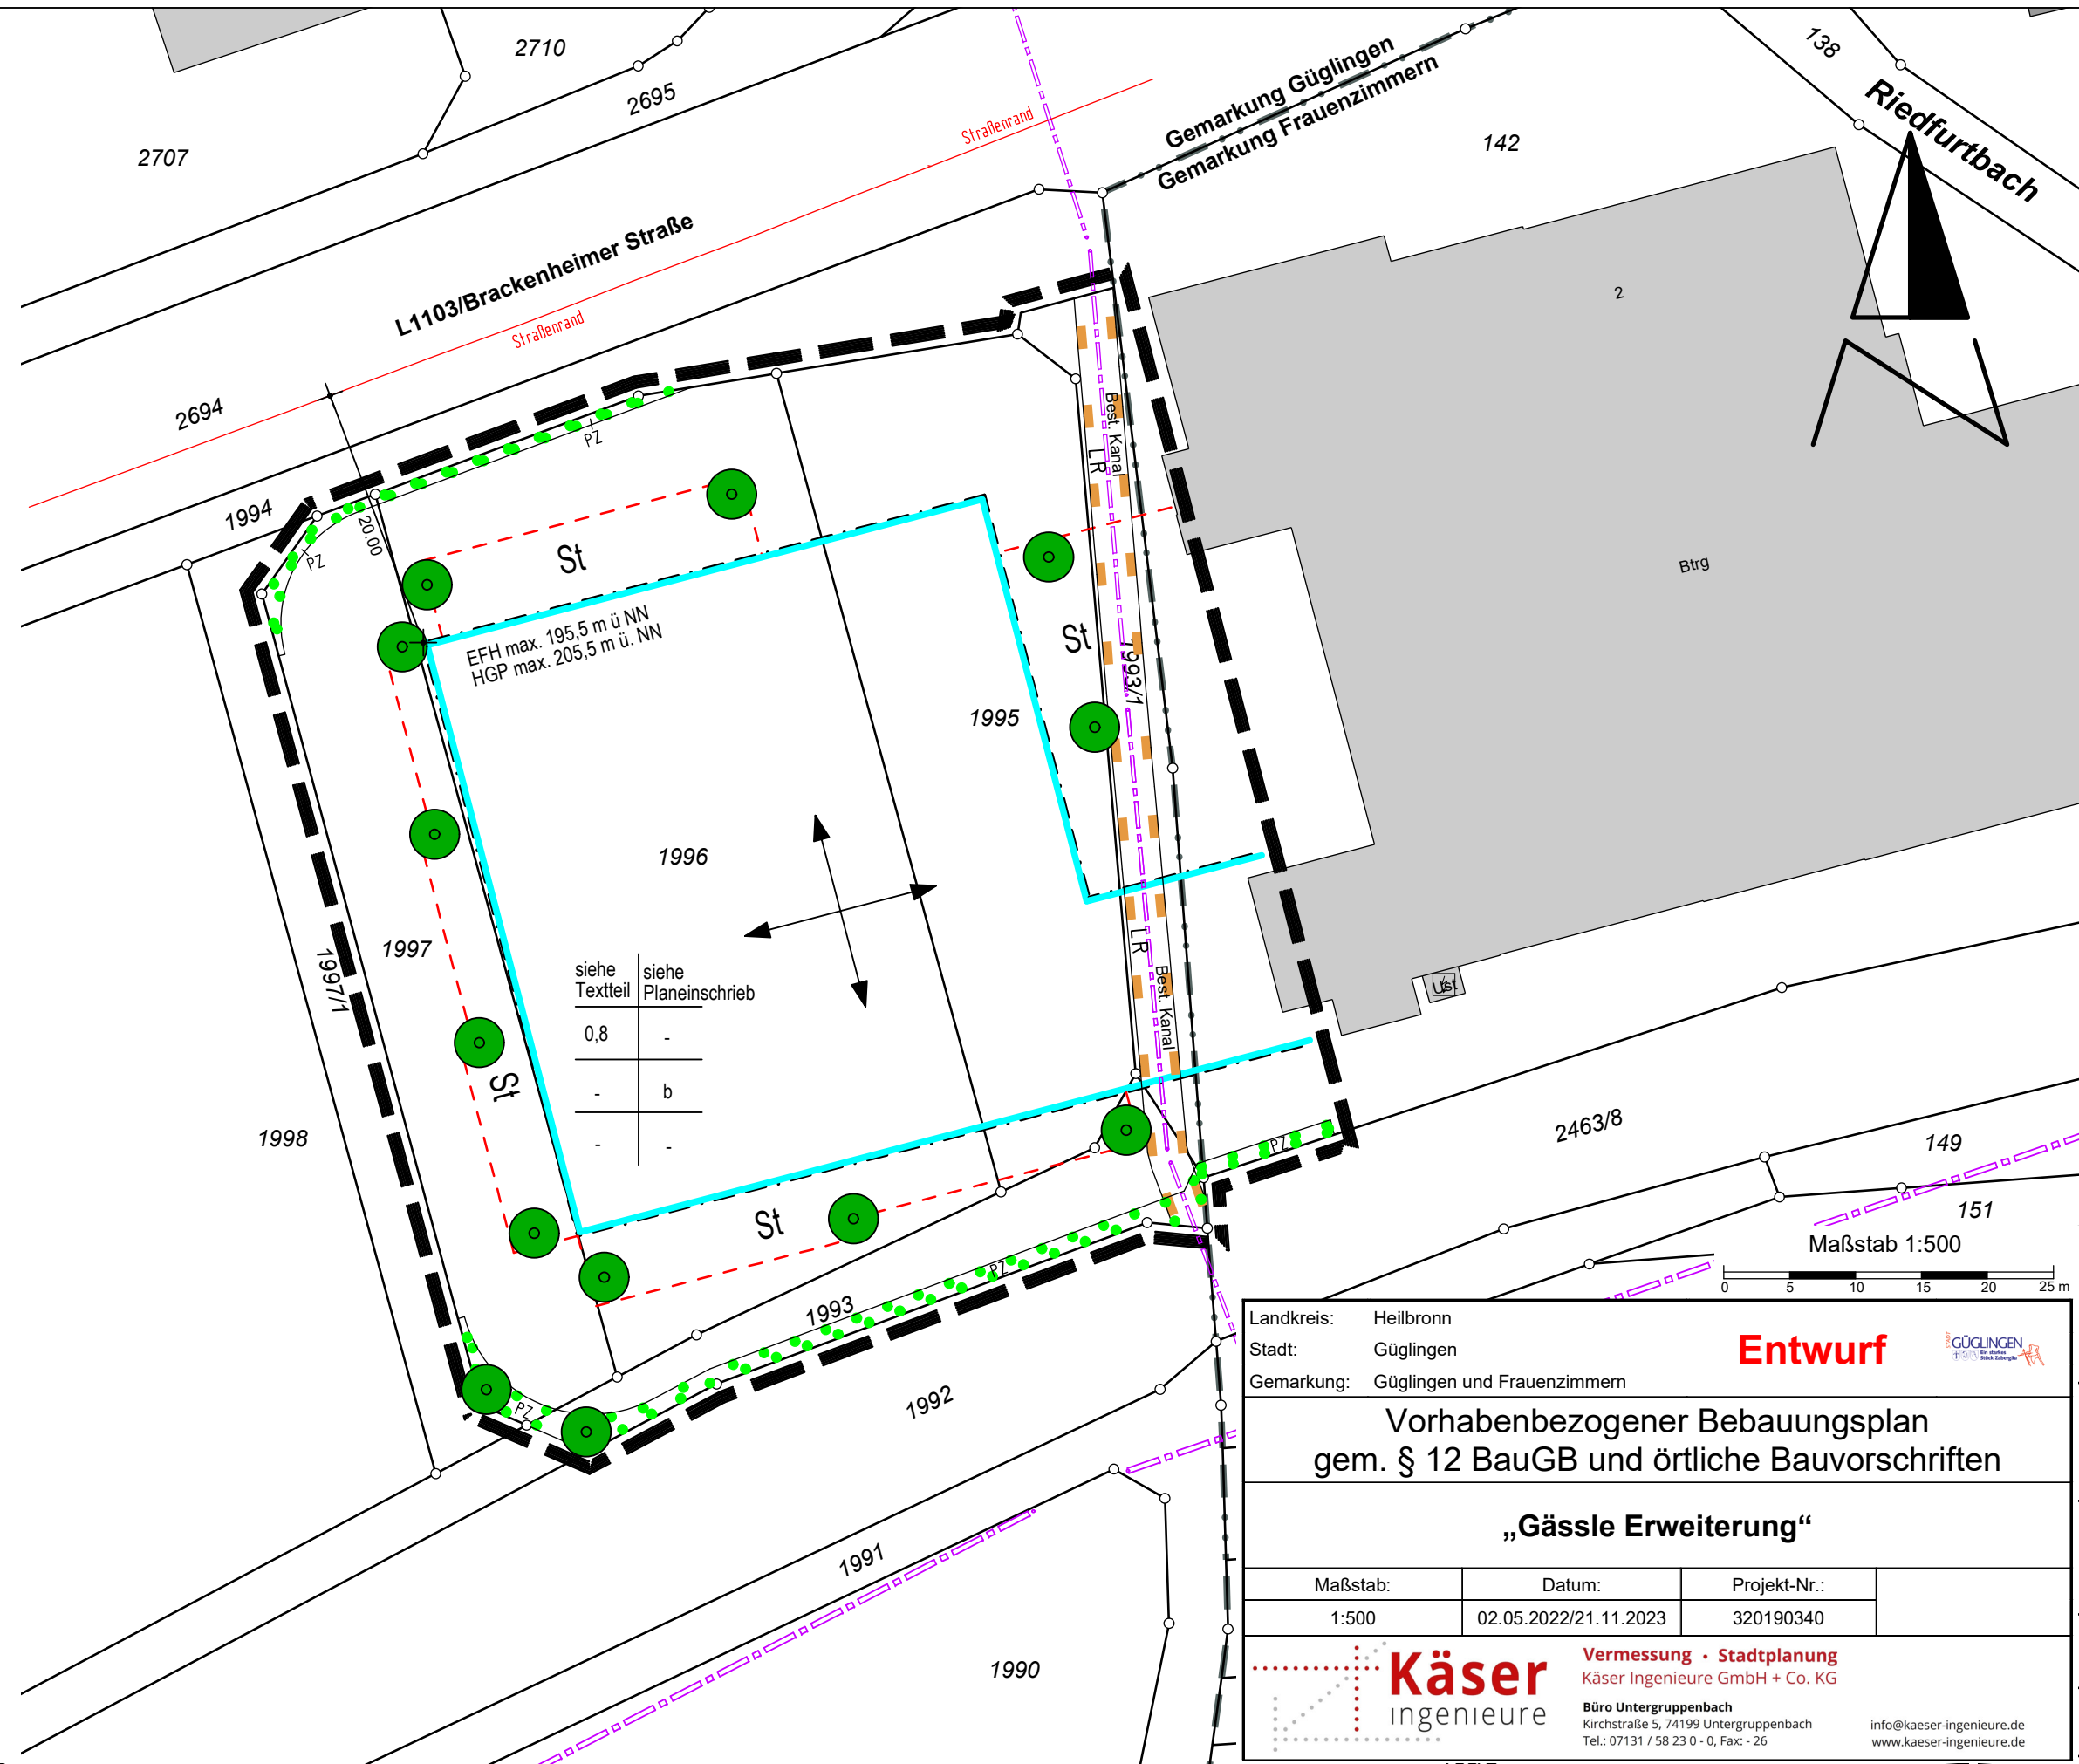 2710
138
Riedfurtbach
2695
2707
Gemarkung Güglingen
Gemarkung Frauenzimmern
142
Straßenrand
L1103/Brackenheimer Straße
Straßenrand
2
2694
1994
PZ
PZ
20.00
Best. Kanal
LR
St
Btrg
EFH max. 195,5 m ü NN
HGP max. 205,5 m ü. NN
St
1993/1
1995
1996
1997
1997/1
siehe Textteil
siehe Planeinschrieb
0,8
-
-
b
-
-
LR
Best. Kanal
Ust
St
1998
St
PZ
2463/8
149
151
PZ
1993
PZ
1992
1991
1990
Maßstab 1:500
0 5 10 15 20 25 m
Landkreis: Heilbronn
Stadt: Güglingen
Gemarkung: Güglingen und Frauenzimmern
Entwurf
STADT
GÜGLINGEN
Ein starkes
Stück Zabergäu
Vorhabenbezogener Bebauungsplan
gem. § 12 BauGB und örtliche Bauvorschriften
„Gässle Erweiterung“
Maßstab: Datum: Projekt-Nr.:
1:500 02.05.2022/21.11.2023 320190340
Käser
ingenieure
Vermessung • Stadtplanung
Käser Ingenieure GmbH + Co. KG
Büro Untergruppenbach
Kirchstraße 5, 74199 Untergruppenbach
Tel.: 07131 / 58 23 0 - 0, Fax: - 26
info@kaeser-ingenieure.de
www.kaeser-ingenieure.de